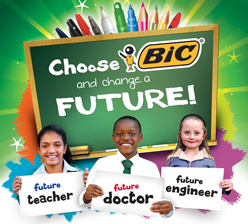 Choose BiC
and change a
FUTURE!
future
teacher
future
doctor
future
engineer